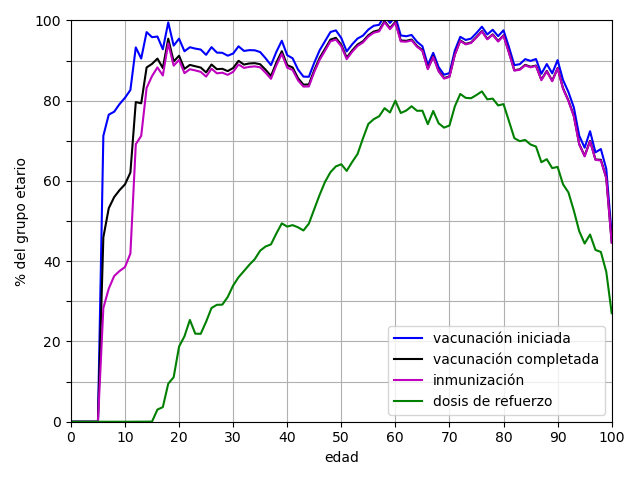 100
80
60
40
20
0
% del grupo etario
0 10 20 30 40 50 60 70 80 90 100
edad
vacunación iniciada
vacunación completada
inmunización
dosis de refuerzo